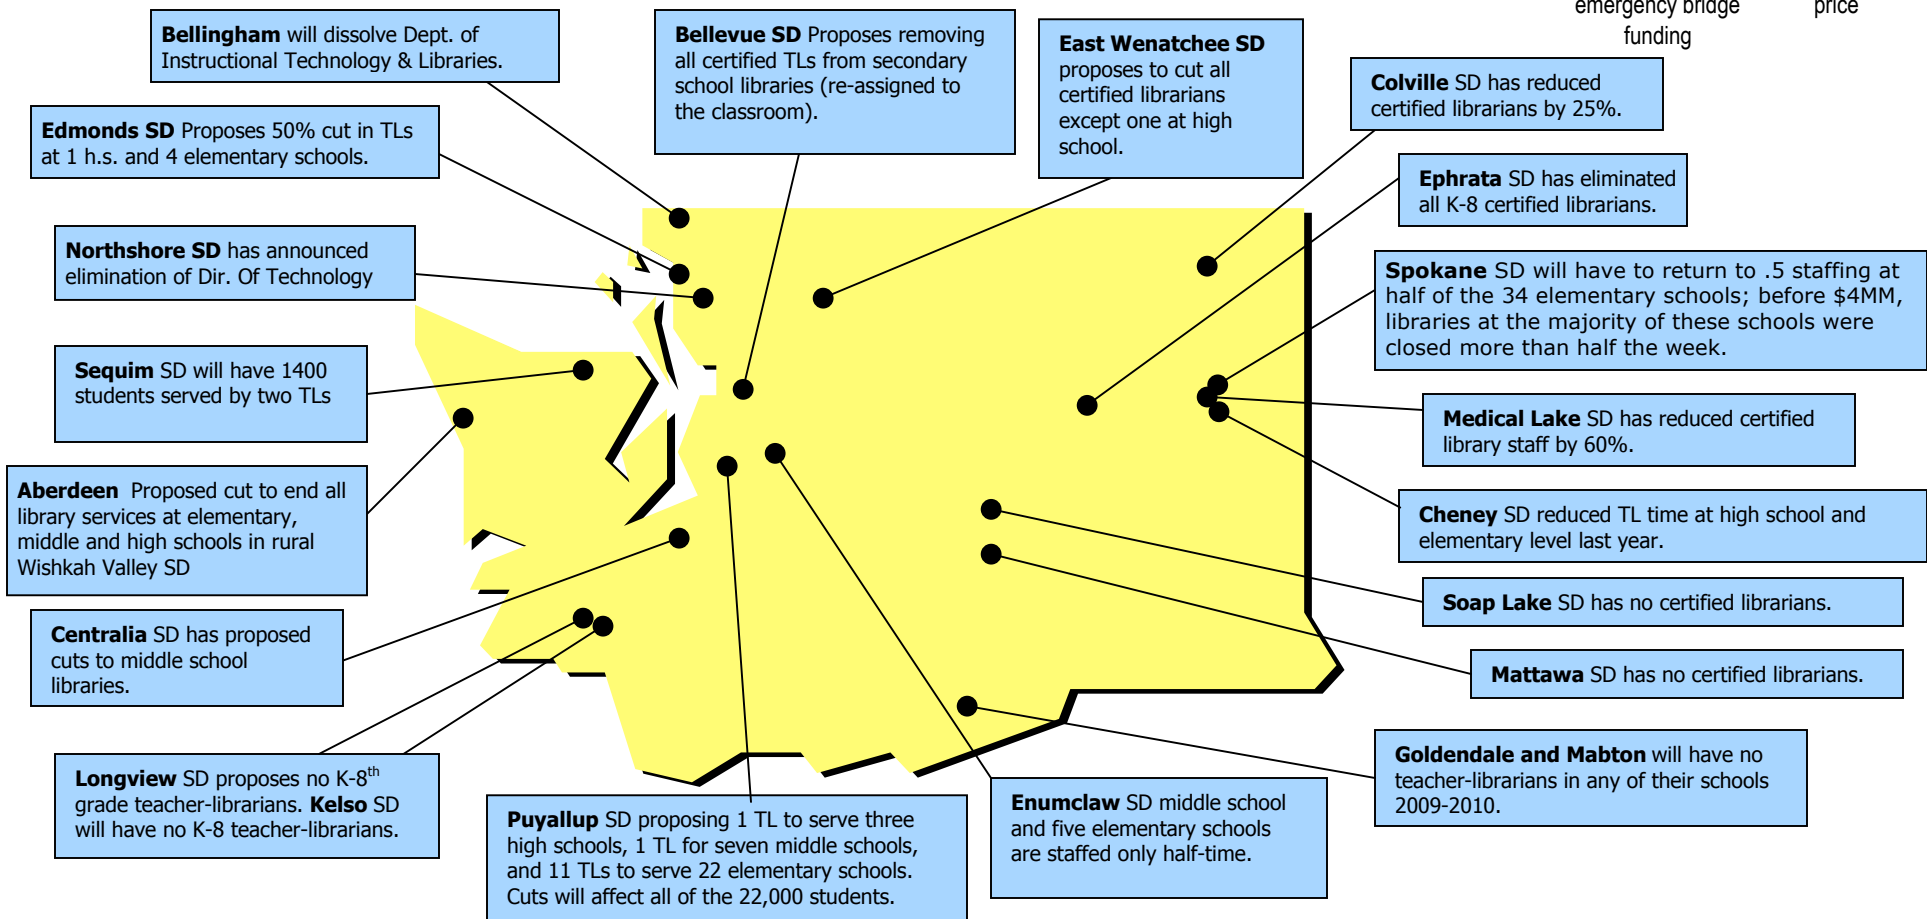 emergency bridge
funding
price
Bellingham will dissolve Dept. of
Instructional Technology & Libraries.
Bellevue SD Proposes removing
all certified TLs from secondary
school libraries (re-assigned to
the classroom).
East Wenatchee SD
proposes to cut all
certified librarians
except one at high
school.
Colville SD has reduced
certified librarians by 25%.
Edmonds SD Proposes 50% cut in TLs
at 1 h.s. and 4 elementary schools.
Ephrata SD has eliminated
all K-8 certified librarians.
Northshore SD has announced
elimination of Dir. Of Technology
Spokane SD will have to return to .5 staffing at
half of the 34 elementary schools; before $4MM,
libraries at the majority of these schools were
closed more than half the week.
Sequim SD will have 1400
students served by two TLs
Medical Lake SD has reduced certified
library staff by 60%.
Aberdeen Proposed cut to end all
library services at elementary,
middle and high schools in rural
Wishkah Valley SD
Cheney SD reduced TL time at high school and
elementary level last year.
Soap Lake SD has no certified librarians.
Centralia SD has proposed
cuts to middle school
libraries.
Mattawa SD has no certified librarians.
Longview SD proposes no K-8th
grade teacher-librarians. Kelso SD
will have no K-8 teacher-librarians.
Puyallup SD proposing 1 TL to serve three
high schools, 1 TL for seven middle schools,
and 11 TLs to serve 22 elementary schools.
Cuts will affect all of the 22,000 students.
Enumclaw SD middle school
and five elementary schools
are staffed only half-time.
Goldendale and Mabton will have no
teacher-librarians in any of their schools
2009-2010.